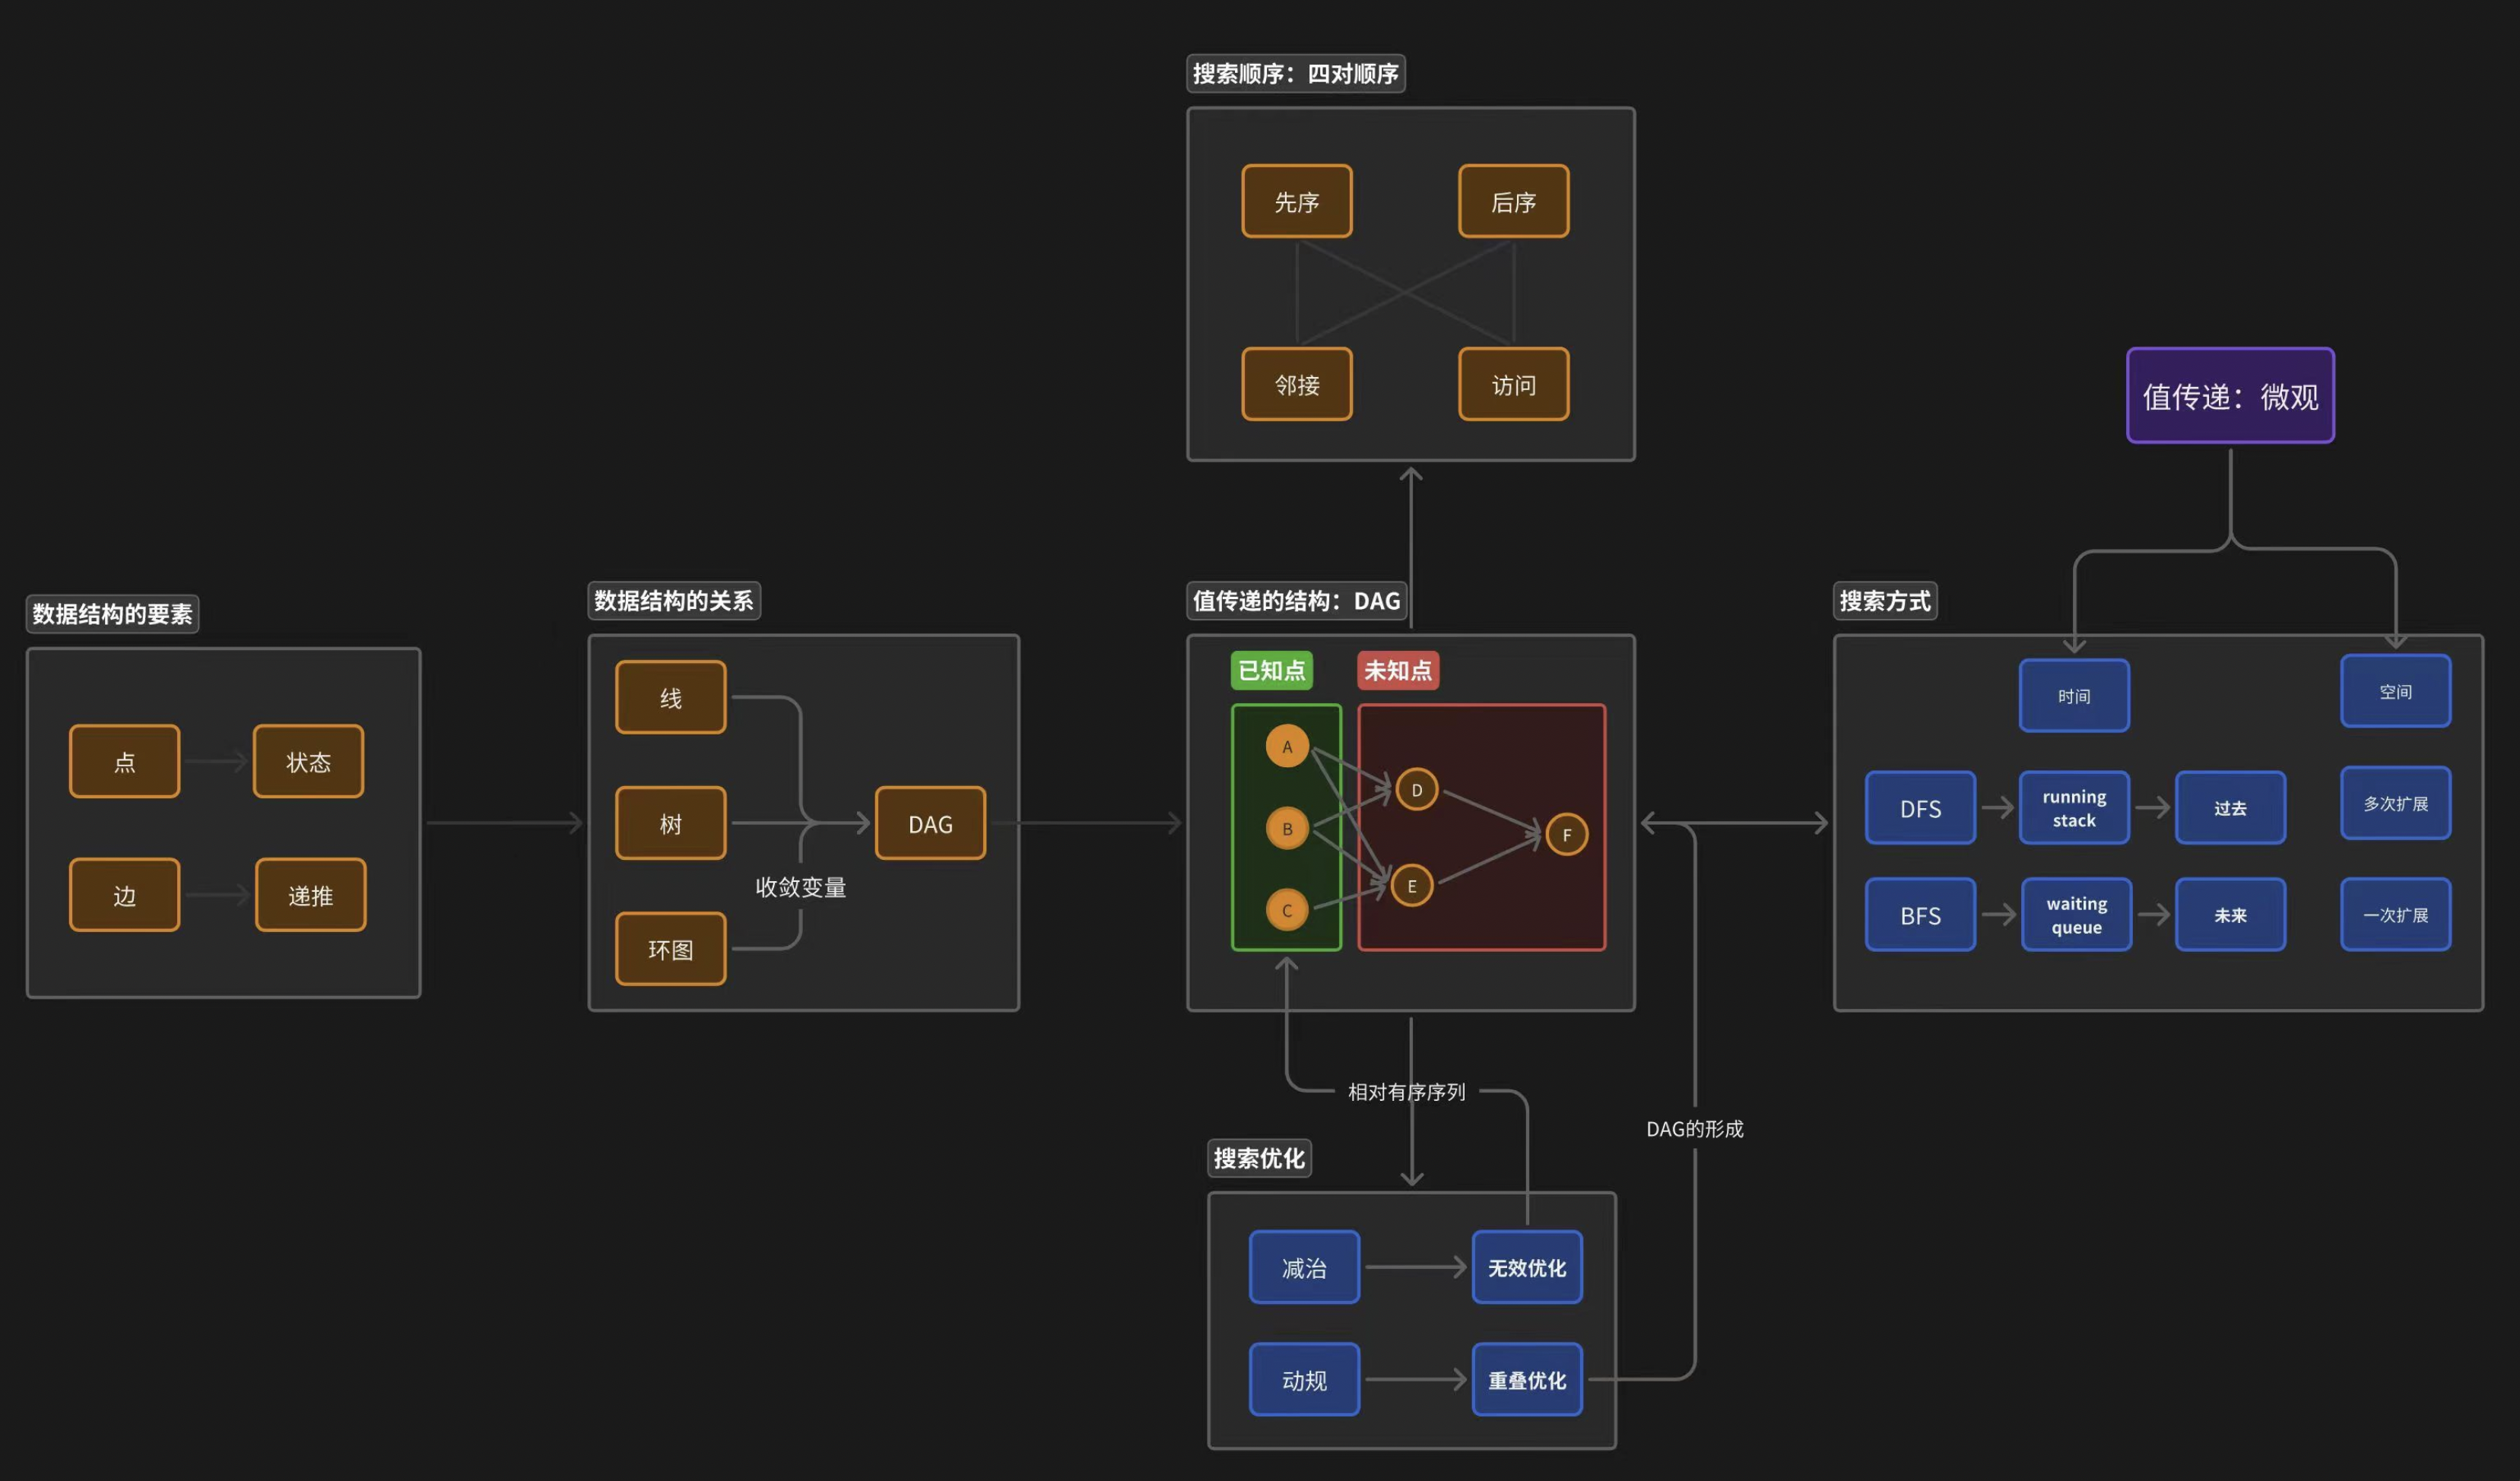 搜索顺序：四对顺序
先序
后序
邻接
访问
值传递：微观
数据结构的要素
点
状态
边
递推
数据结构的关系
线
树
环图
收敛变量
DAG
值传递的结构：DAG
已知点
未知点
A
B
C
D
E
F
搜索方式
时间
空间
DFS
running
stack
过去
多次扩展
BFS
waiting
queue
未来
一次扩展
相对有序序列
DAG的形成
搜索优化
减治
无效优化
动规
重叠优化